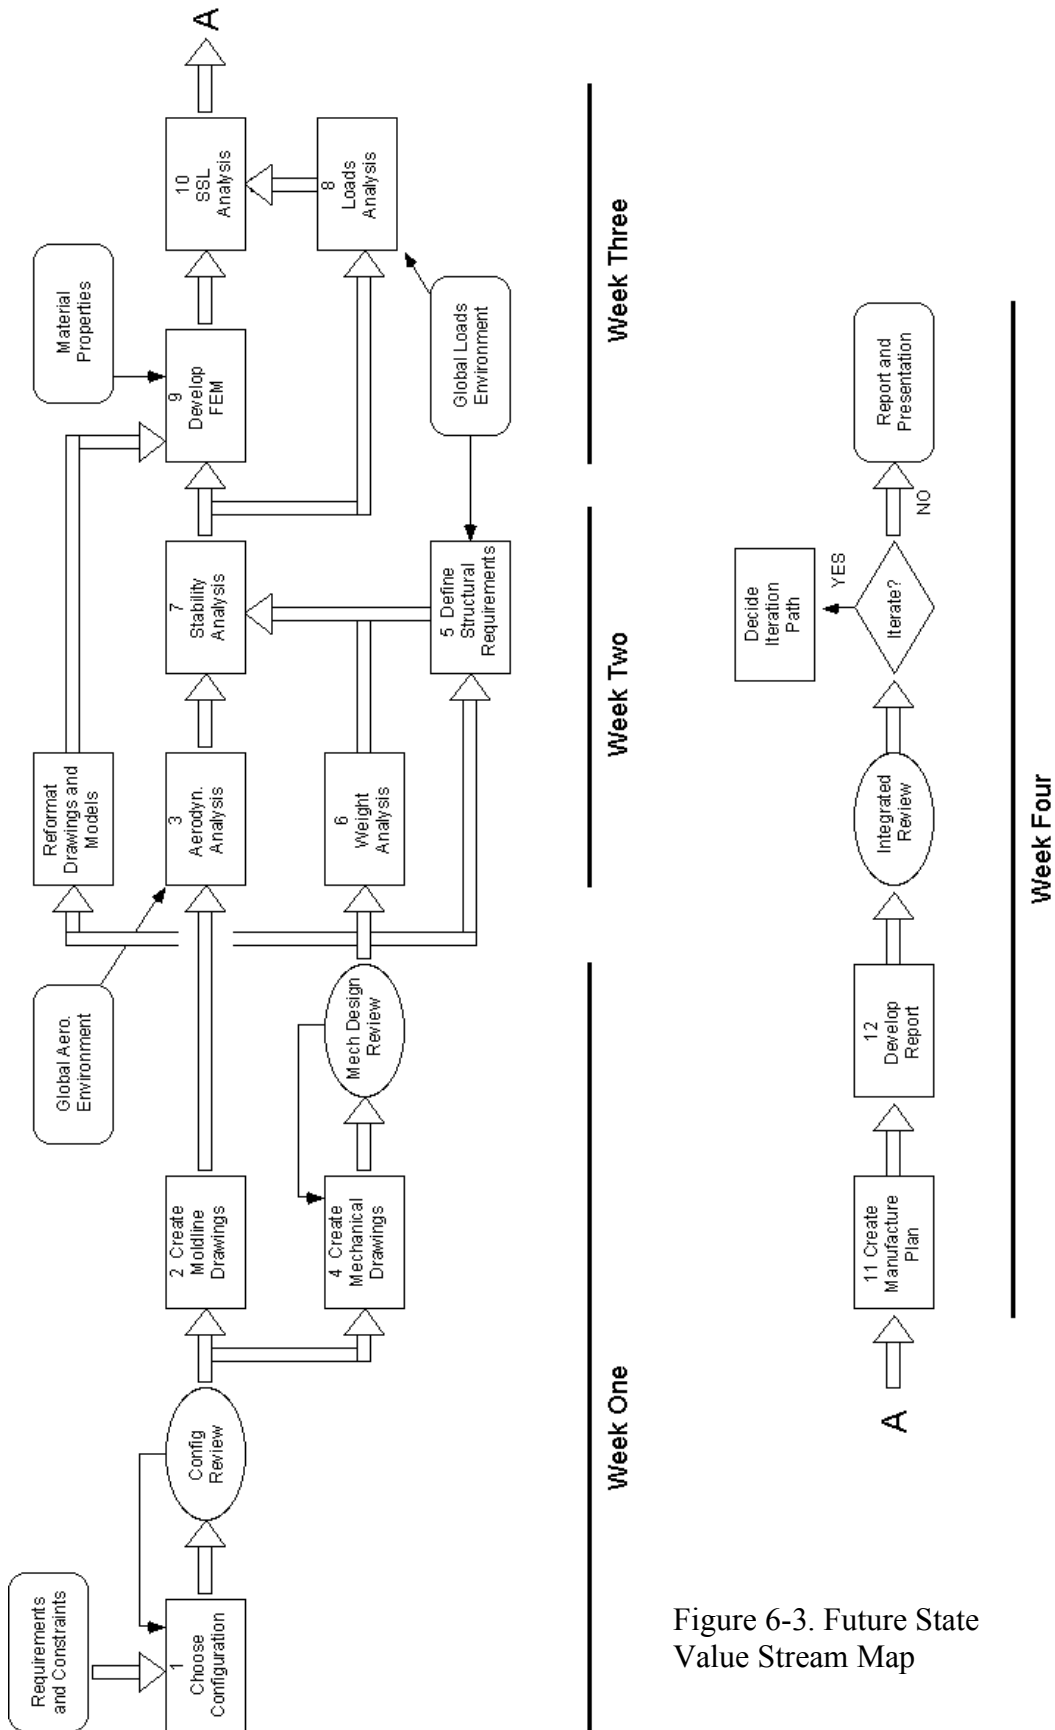 Requirements
and Constraints
1
Choose
Configuration
Config
Review
2 Create
Moldline
Drawings
4 Create
Mechanical
Drawings
Mech Design
Review
Global Aero.
Environment
Reformat
Drawings and
Models
3
Aerodyn.
Analysis
6
Weight
Analysis
5 Define
Structural
Requirements
7
Stability
Analysis
Global Loads
Environment
Material
Properties
9
Develop
FEM
8
Loads
Analysis
10
SSL
Analysis
A
Week One
Week Two
Week Three
A
11 Create
Manufacture
Plan
12
Develop
Report
Integrated
Review
Iterate?
YES
Decide
Iteration
Path
NO
Report and
Presentation
Week Four
Figure 6-3. Future State
Value Stream Map